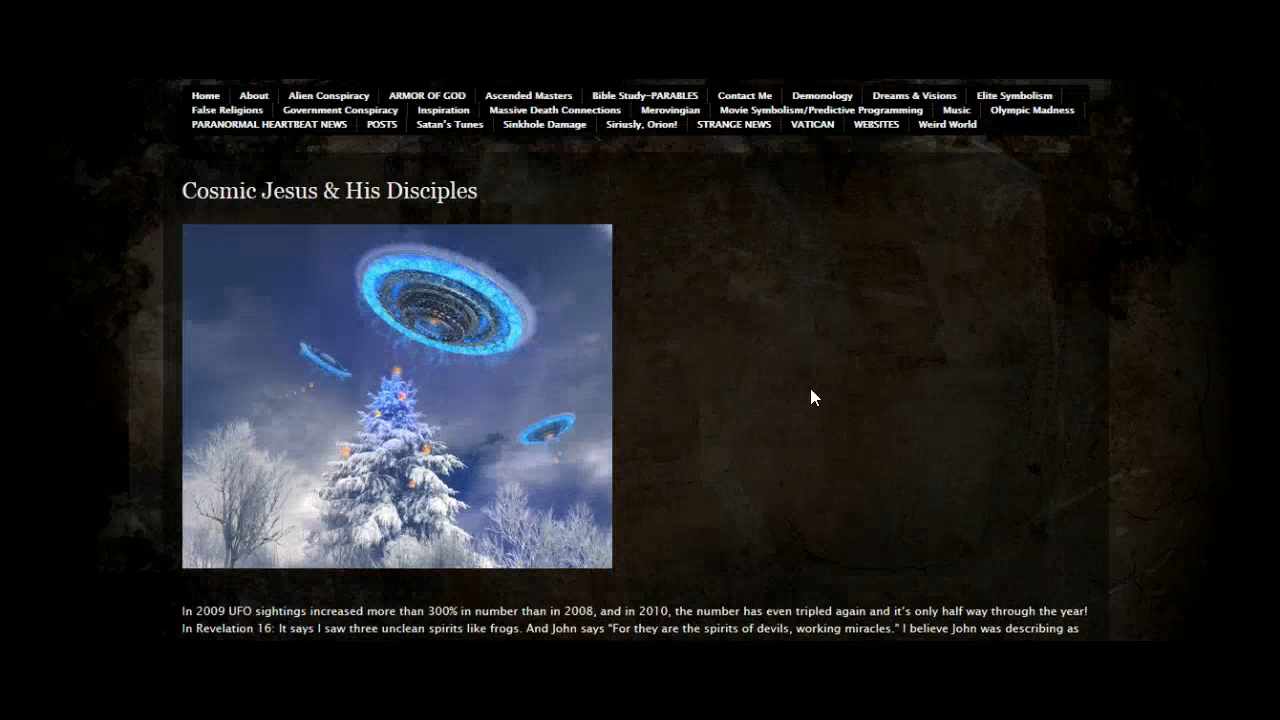 Home About Alien Conspiracy ARMOR OF GOD Ascended Masters Bible Study~PARABLES Contact Me Demonology Dreams & Visions Elite Symbolism
False Religions Government Conspiracy Inspiration Massive Death Connections Merovingian Movie Symbolism/Predictive Programming Music Olympic Madness
PARANORMAL HEARTBEAT NEWS POSTS Satan's Tunes Sinkhole Damage Siriusly, Orion! STRANGE NEWS VATICAN WEBSITES Weird World
Cosmic Jesus & His Disciples
In 2009 UFO sightings increased more than 300% in number than in 2008, and in 2010, the number has even tripled again and it's only half way through the year!
In Revelation 16: It says I saw three unclean spirits like frogs. And John says "For they are the spirits of devils, working miracles." I believe John was describing as